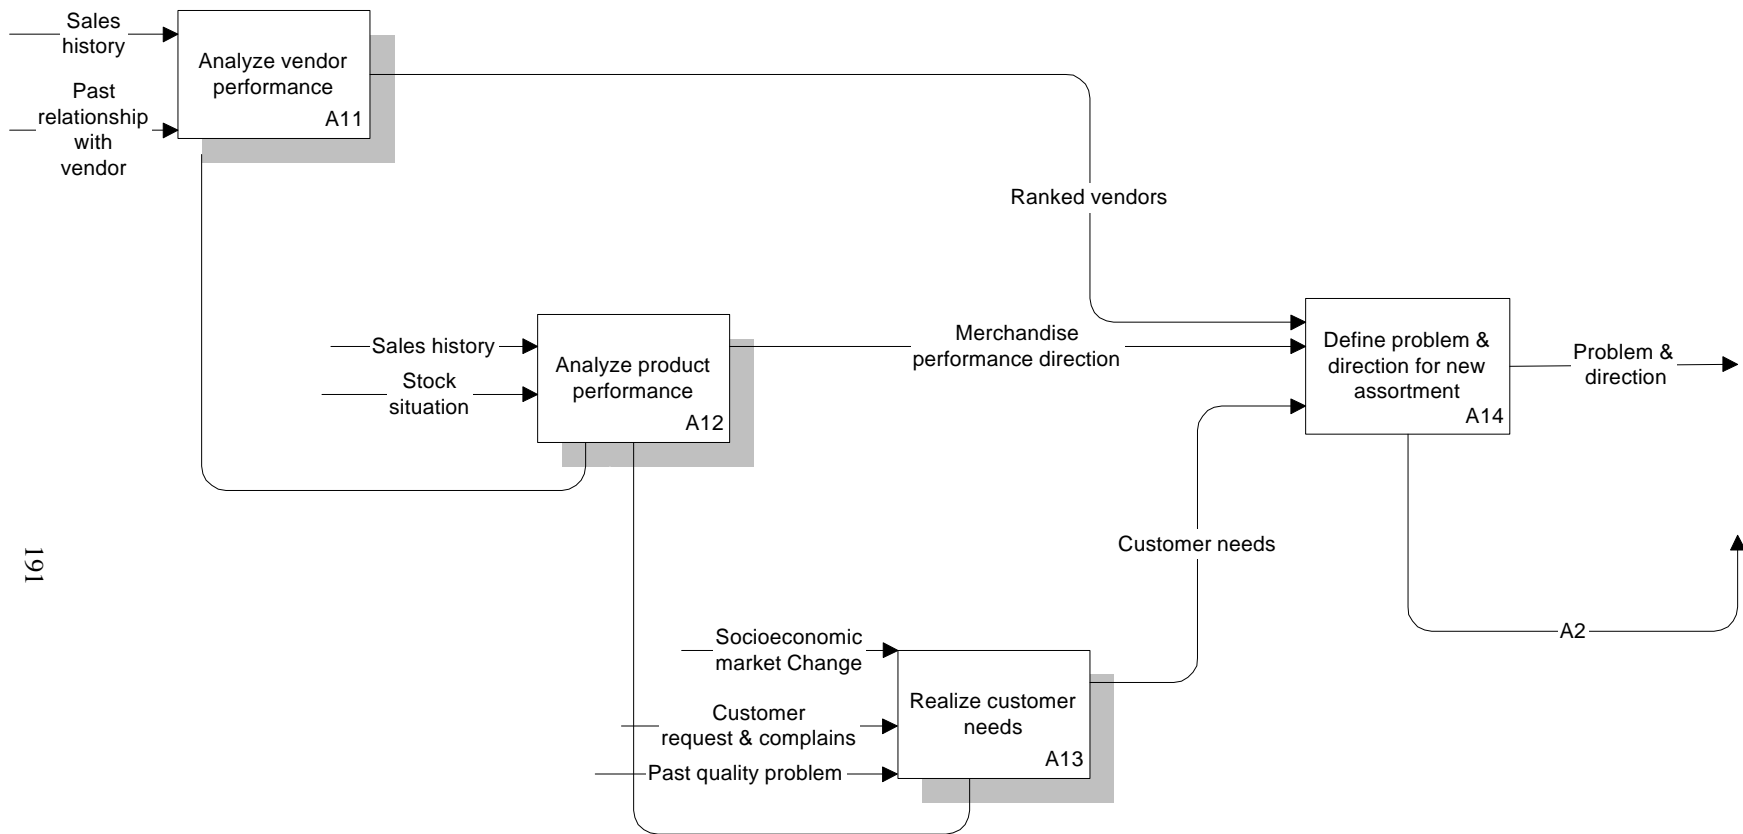 Sales
history
Past
relationship
with
vendor
Analyze vendor
performance
A11
Ranked vendors
Sales history
Stock
situation
Analyze product
performance
A12
Merchandise
performance direction
Define problem &
direction for new
assortment
A14
Problem &
direction
Customer needs
A2
Socioeconomic
market Change
Customer
request & complains
Past quality problem
Realize customer
needs
A13
191